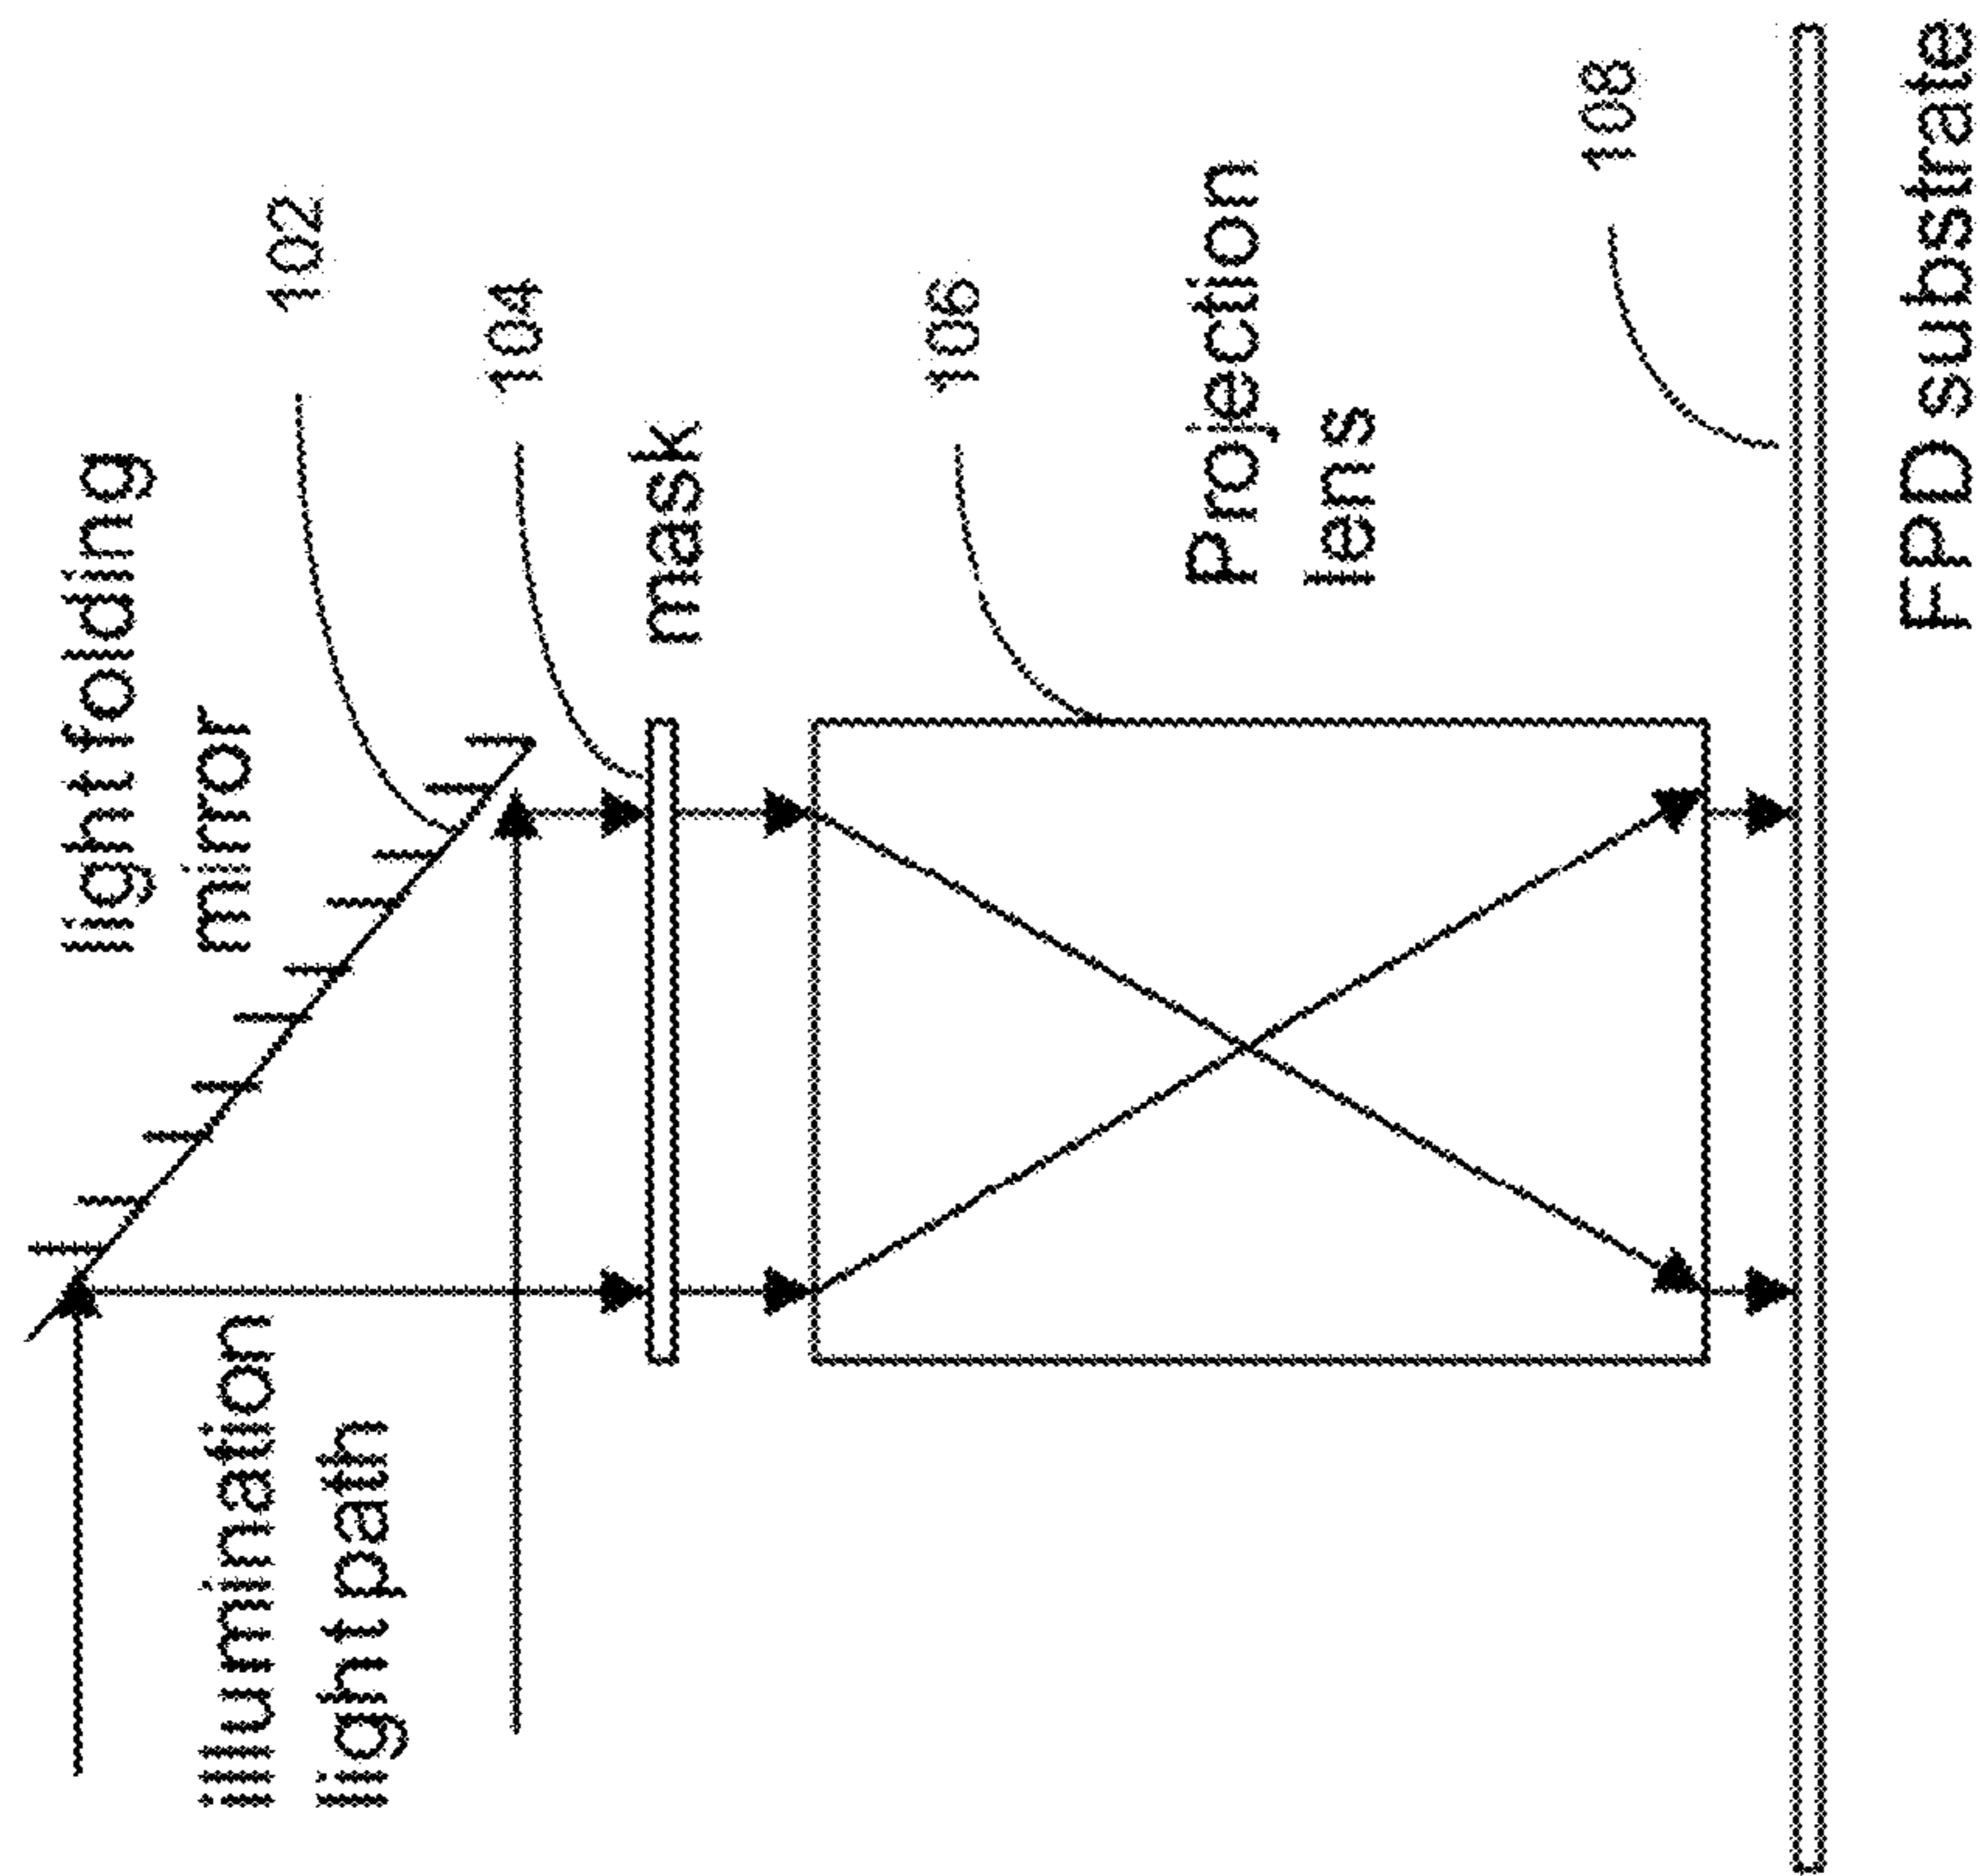 light folding
mirror
102
illumination
light path
104
mask
106
Projection
lens
108
FPD substrate